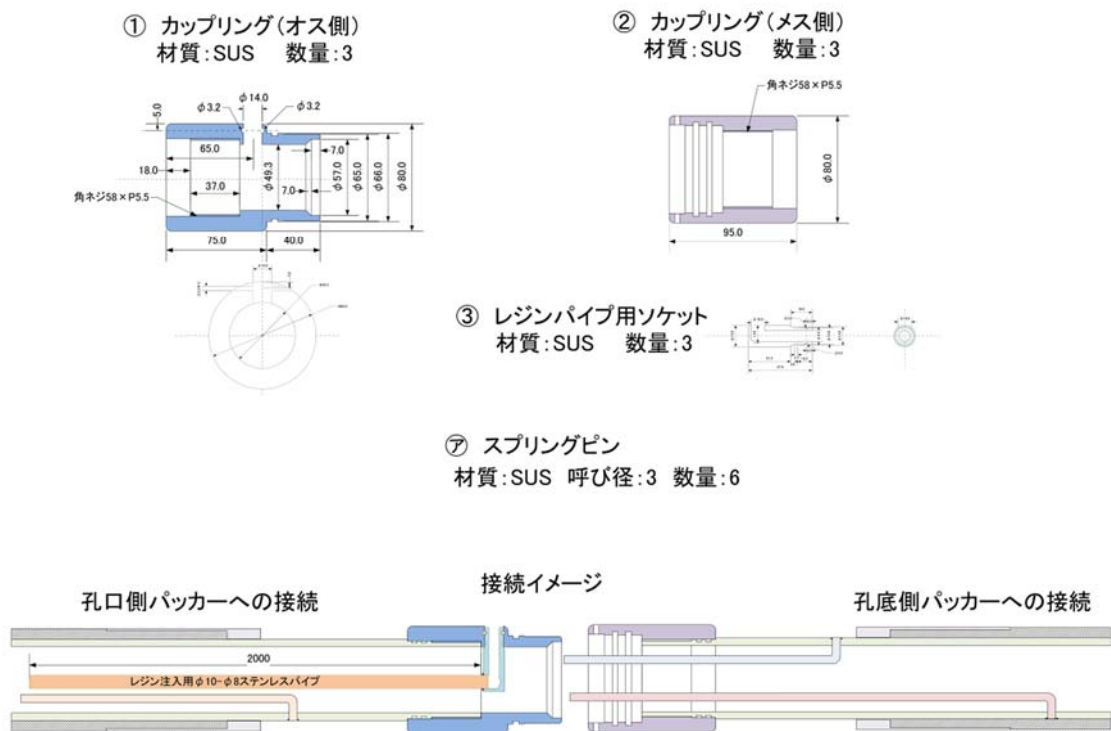 ① カップリング(オス側)
材質:SUS 数量:3
φ14.0
φ3.2
φ3.2
5.0
65.0
18.0
37.0
φ49.3
7.0
7.0
φ57.0
φ65.0
φ66.0
φ80.0
角ネジ58×P5.5
75.0
40.0
② カップリング(メス側)
材質:SUS 数量:3
角ネジ58×P5.5
φ80.0
95.0
③ レジンパイプ用ソケット
材質:SUS 数量:3
㋐ スプリングピン
材質:SUS 呼び径:3 数量:6
接続イメージ
孔口側パッカーへの接続
孔底側パッカーへの接続
2000
レジン注入用φ10-φ8ステンレスパイプ